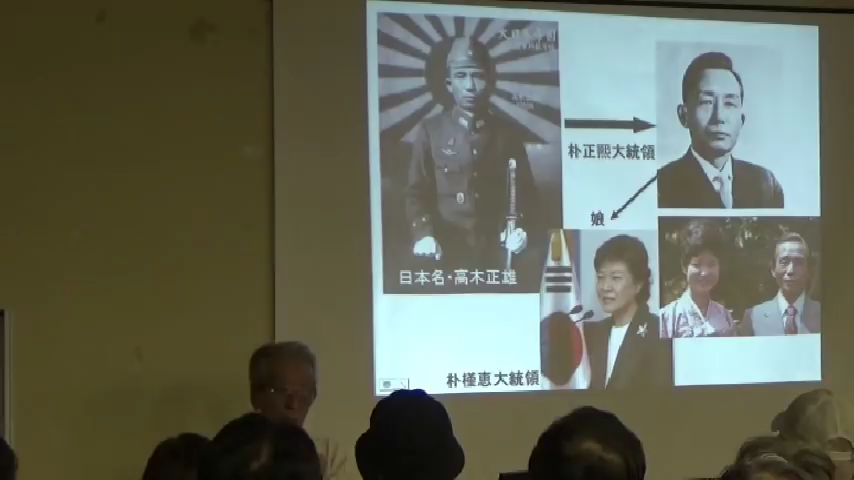 朴正熙大統領
娘
日本名・高木正雄
朴槿恵大統領